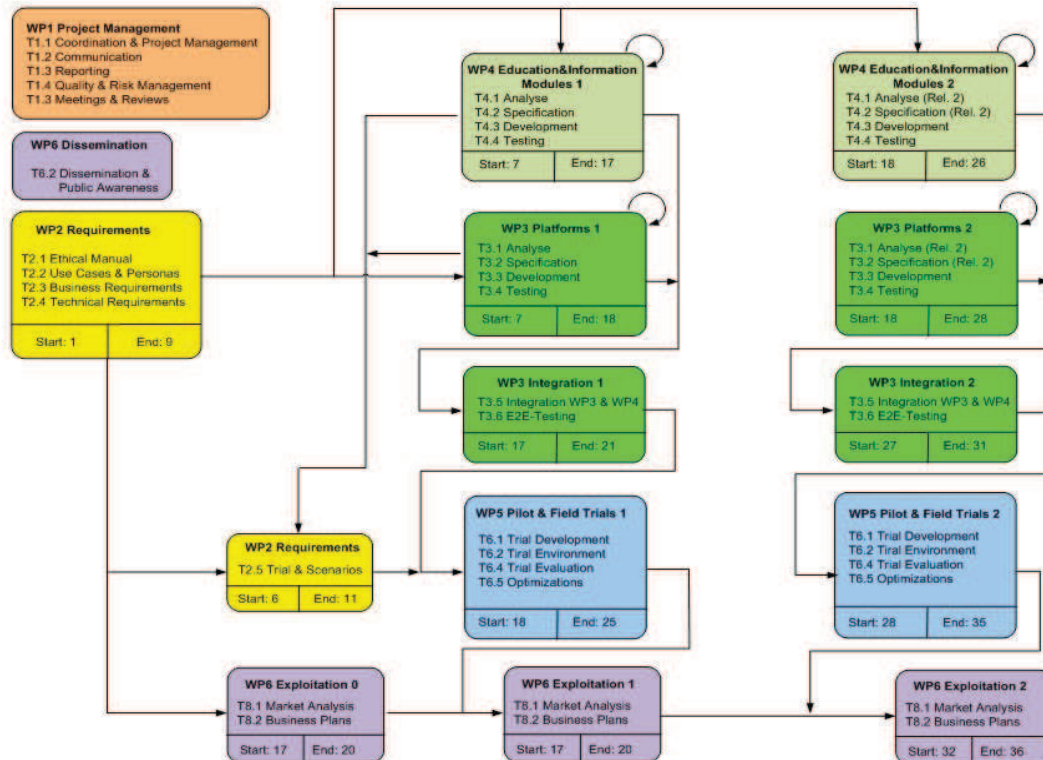 WP1 Project Management
T1.1 Coordination & Project Management
T1.2 Communication
T1.3 Reporting
T1.4 Quality & Risk Management
T1.3 Meetings & Reviews
WP6 Dissemination
T6.2 Dissemination &
Public Awareness
WP2 Requirements
T2.1 Ethical Manual
T2.2 Use Cases & Personas
T2.3 Business Requirements
T2.4 Technical Requirements
Start: 1 End: 9
WP4 Education&Information
Modules 1
T4.1 Analyse
T4.2 Specification
T4.3 Development
T4.4 Testing
Start: 7 End: 17
WP4 Education&Information
Modules 2
T4.1 Analyse (Rel. 2)
T4.2 Specification (Rel. 2)
T4.3 Development
T4.4 Testing
Start: 18 End: 26
WP3 Platforms 1
T3.1 Analyse
T3.2 Specification
T3.3 Development
T3.4 Testing
Start: 7 End: 18
WP3 Platforms 2
T3.1 Analyse (Rel. 2)
T3.2 Specification (Rel. 2)
T3.3 Development
T3.4 Testing
Start: 18 End: 28
WP3 Integration 1
T3.5 Integration WP3 & WP4
T3.6 E2E-Testing
Start: 17 End: 21
WP3 Integration 2
T3.5 Integration WP3 & WP4
T3.6 E2E-Testing
Start: 27 End: 31
WP2 Requirements
T2.5 Trial & Scenarios
Start: 6 End: 11
WP5 Pilot & Field Trials 1
T6.1 Trial Development
T6.2 Tiral Environment
T6.4 Trial Evaluation
T6.5 Optimizations
Start: 18 End: 25
WP5 Pilot & Field Trials 2
T6.1 Trial Development
T6.2 Tiral Environment
T6.4 Trial Evaluation
T6.5 Optimizations
Start: 28 End: 35
WP6 Exploitation 0
T8.1 Market Analysis
T8.2 Business Plans
Start: 17 End: 20
WP6 Exploitation 1
T8.1 Market Analysis
T8.2 Business Plans
Start: 17 End: 20
WP6 Exploitation 2
T8.1 Market Analysis
T8.2 Business Plans
Start: 32 End: 36